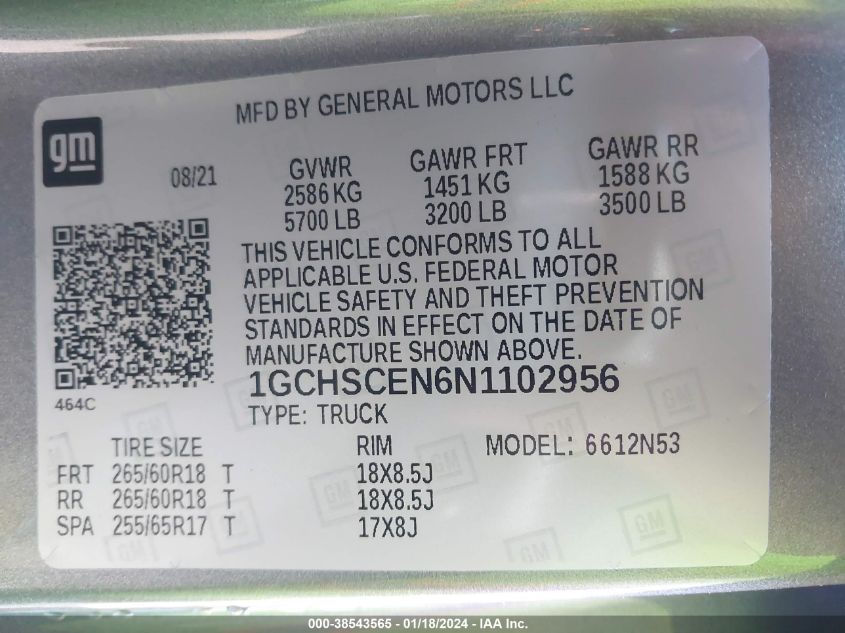 MFD BY GENERAL MOTORS LLC
gm
08/21
GVWR GAWR FRT GAWR RR
2586 KG 1451 KG 1588 KG
5700 LB 3200 LB 3500 LB
THIS VEHICLE CONFORMS TO ALL
APPLICABLE U.S. FEDERAL MOTOR
VEHICLE SAFETY AND THEFT PREVENTION
STANDARDS IN EFFECT ON THE DATE OF
MANUFACTURE SHOWN ABOVE.
1GCHSCEN6N1102956
464C
TYPE: TRUCK
TIRE SIZE RIM MODEL: 6612N53
FRT 265/60R18 T 18X8.5J
RR 265/60R18 T 18X8.5J
SPA 255/65R17 T 17X8J
000-38543565 - 01/18/2024 - IAA Inc.